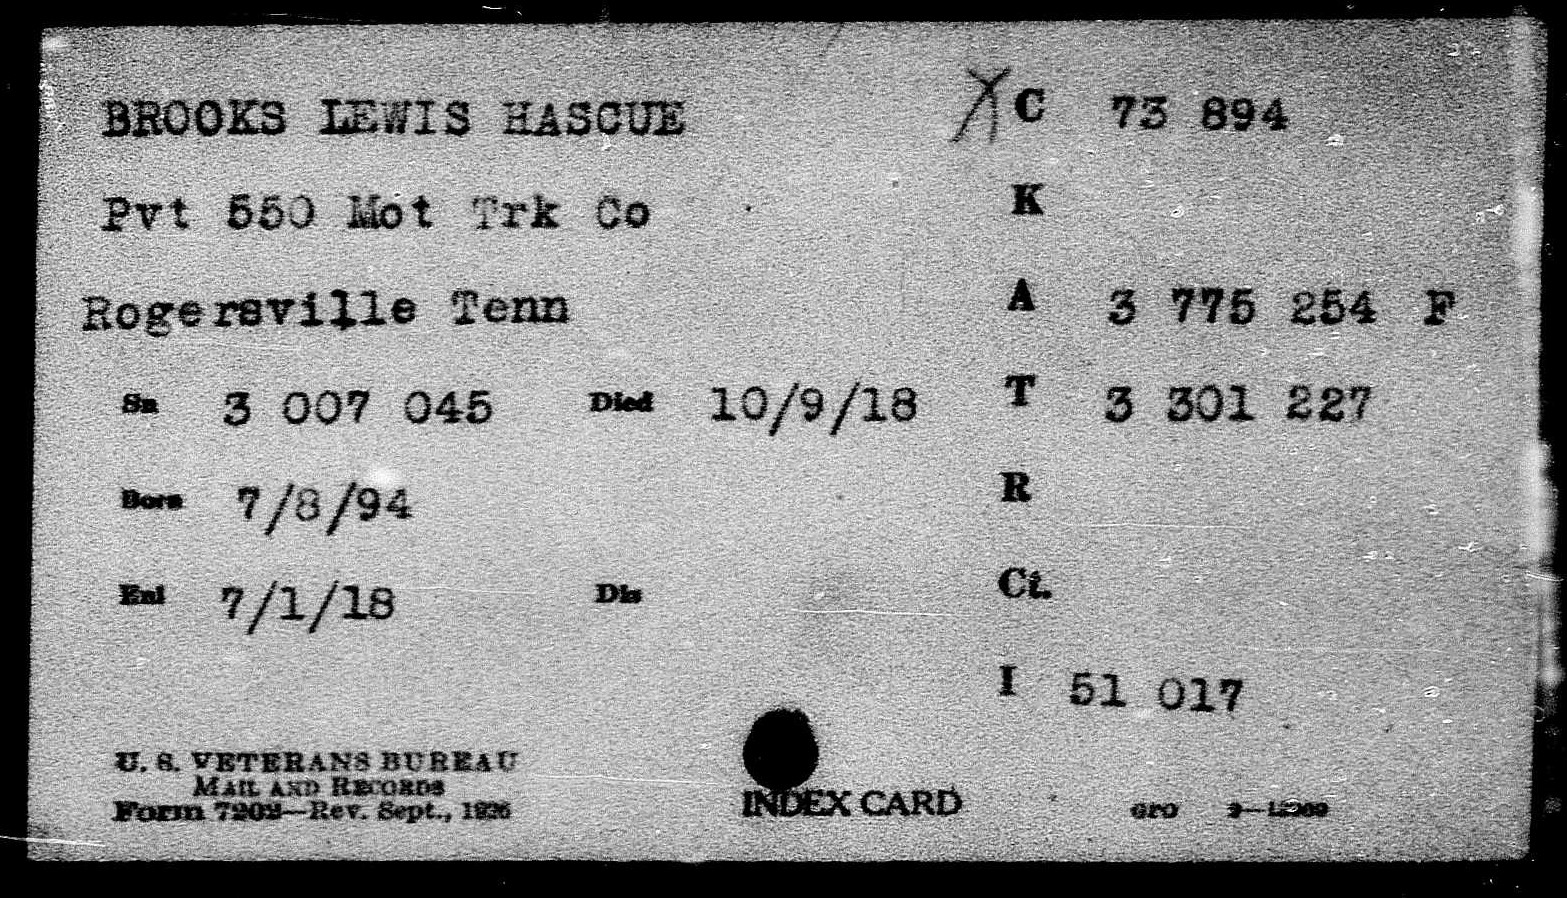 BROOKS LEWIS HASCUE
C 73 894
Pvt 550 Mot Trk Co
K
Rogersville Tenn
A 3 775 254 F
Sn 3 007 045 Died 10/9/18
T 3 301 227
Born 7/8/94
R
Enl 7/1/18 Dis
Ct.
I 51 017
U. S. VETERANS BUREAU
MAIL AND RECORDS
Form 7202—Rev. Sept., 1926
INDEX CARD
GPO